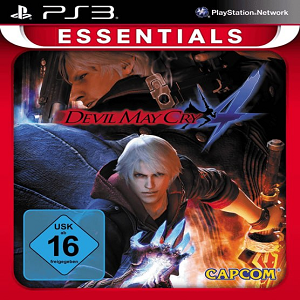 PS3
PlayStation Network
ESSENTIALS
DEVIL MAY CRY 4
USK
ab
16
freigegeben
CAPCOM